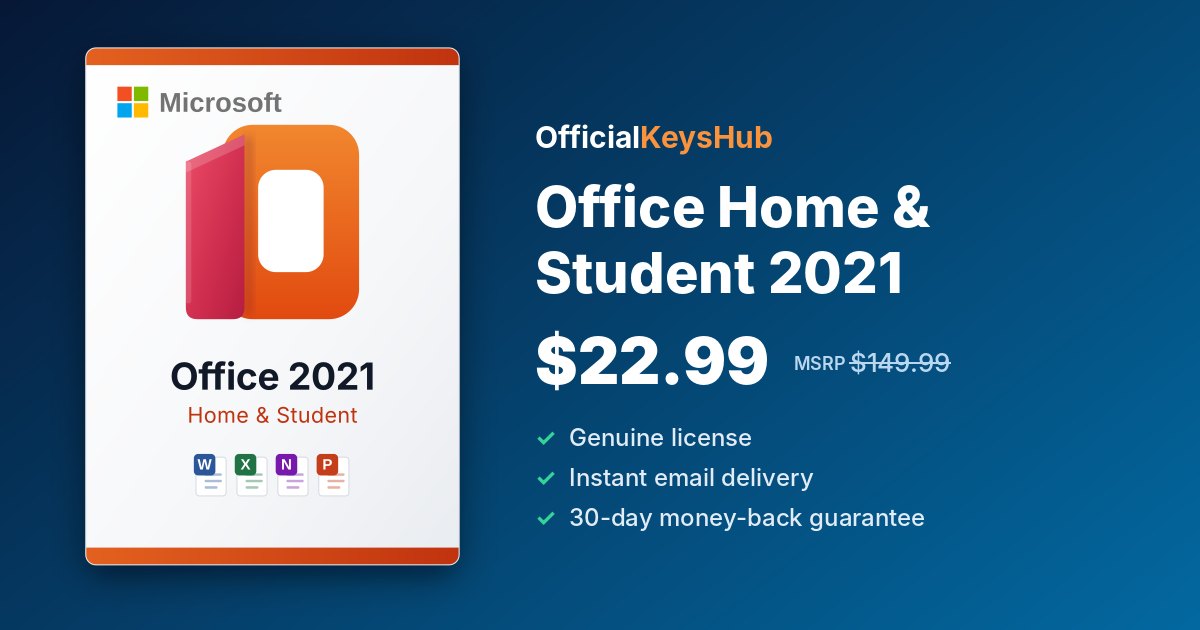 Microsoft
Office 2021
Home & Student
W X N P
OfficialKeysHub
Office Home &
Student 2021
$22.99 MSRP $149.99
Genuine license
Instant email delivery
30-day money-back guarantee